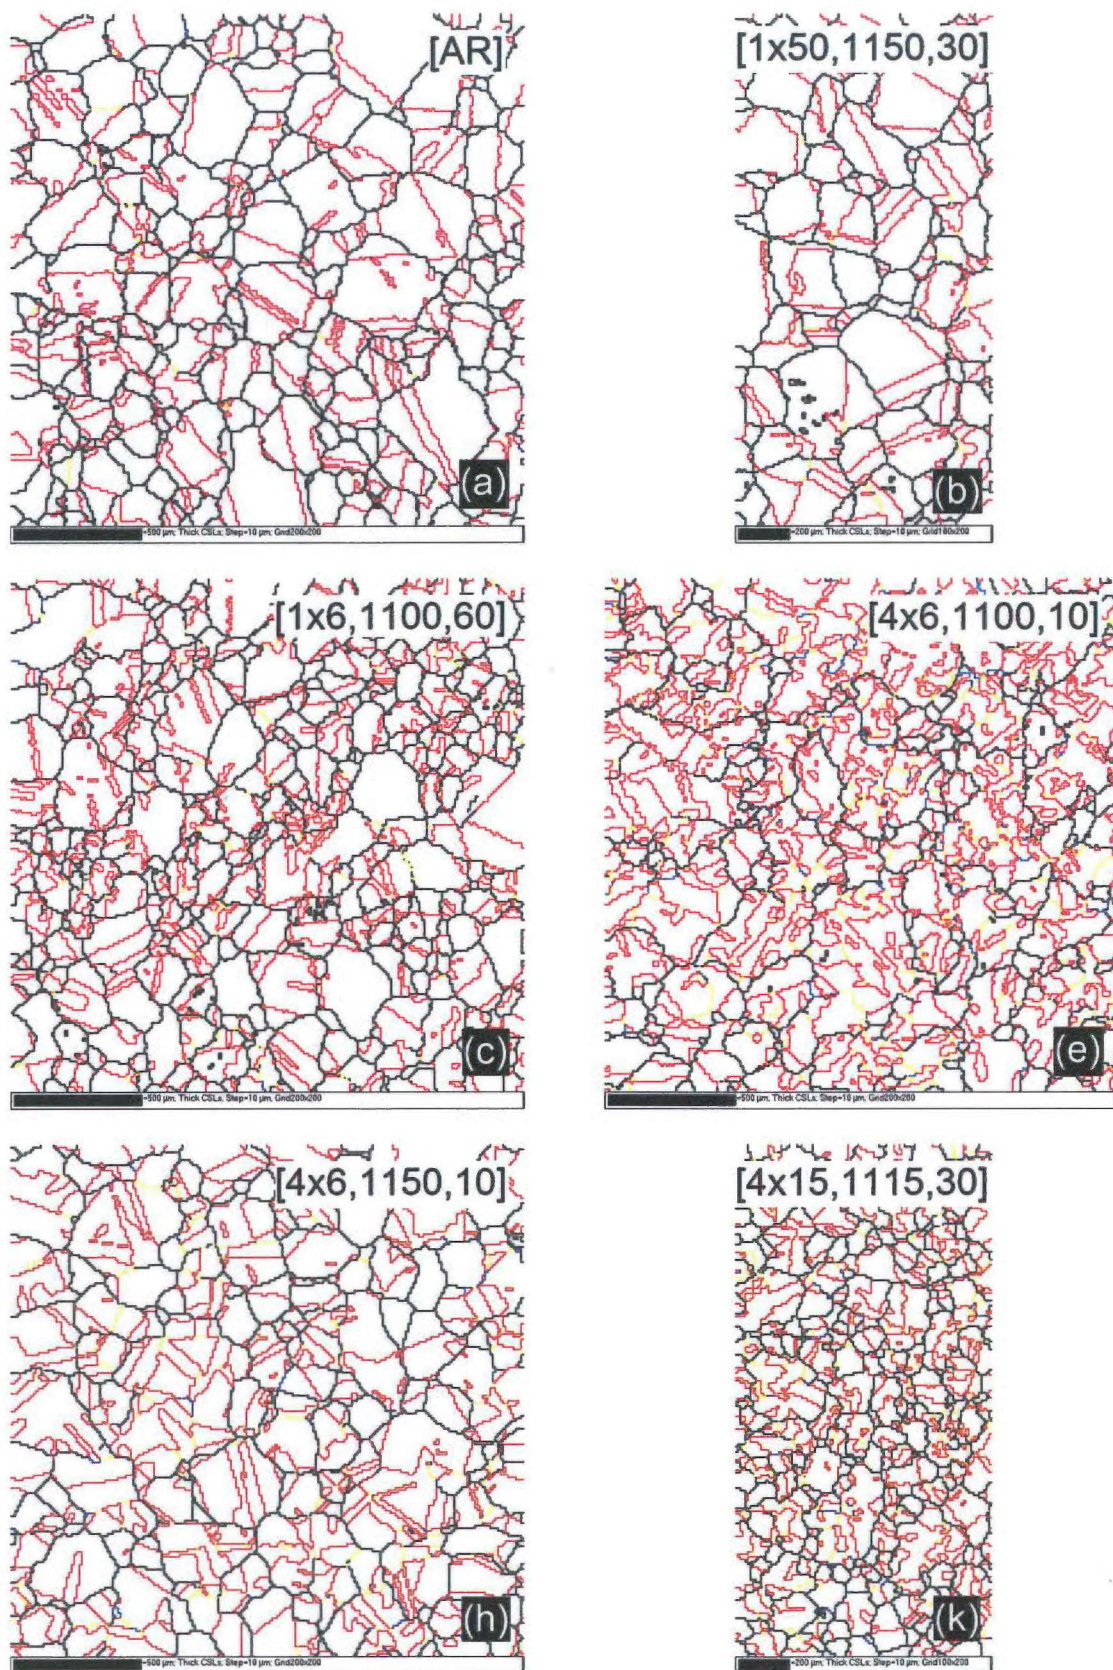 [AR]
(a)
=500 µm; Thick CSLs; Step=10 µm; Grid200x200
[1x50,1150,30]
(b)
=200 µm; Thick CSLs; Step=10 µm; Grid100x200
[1x6,1100,60]
(c)
=500 µm; Thick CSLs; Step=10 µm; Grid200x200
[4x6,1100,10]
(e)
=500 µm; Thick CSLs; Step=10 µm; Grid200x200
[4x6,1150,10]
(h)
=500 µm; Thick CSLs; Step=10 µm; Grid200x200
[4x15,1115,30]
(k)
=200 µm; Thick CSLs; Step=10 µm; Grid100x200